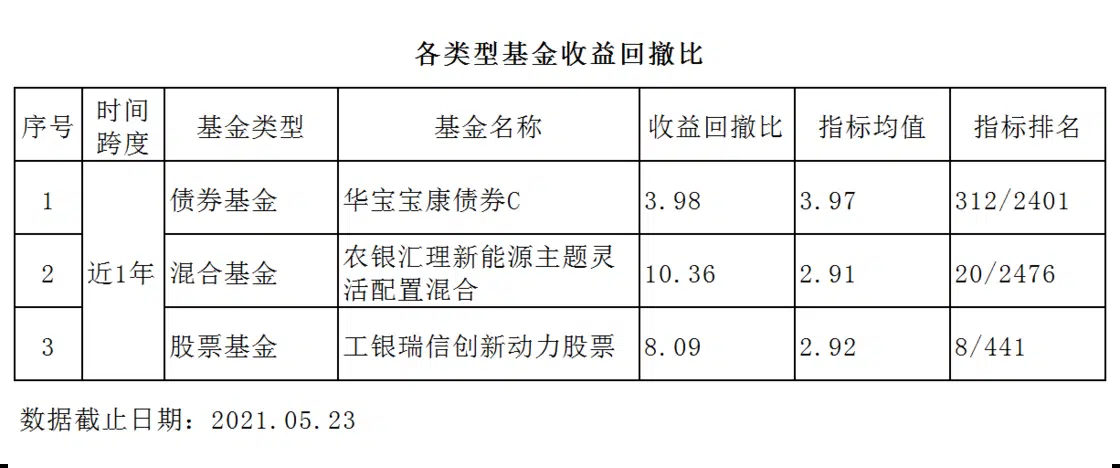 各类型基金收益回撤比
序号 时间跨度 基金类型 基金名称 收益回撤比 指标均值 指标排名
1 近1年 债券基金 华宝宝康债券C 3.98 3.97 312/2401
2 混合基金 农银汇理新能源主题灵活配置混合 10.36 2.91 20/2476
3 股票基金 工银瑞信创新动力股票 8.09 2.92 8/441
数据截止日期：2021.05.23